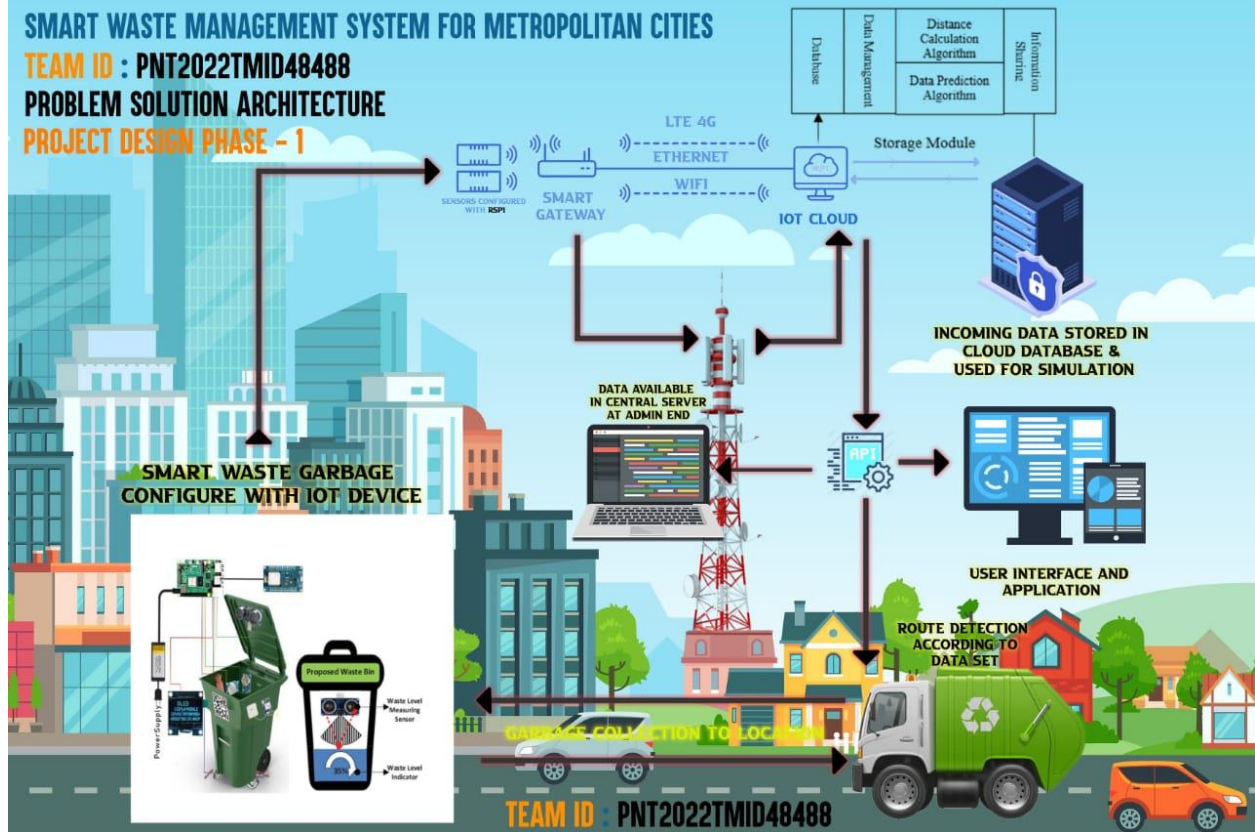 SMART WASTE MANAGEMENT SYSTEM FOR METROPOLITAN CITIES
TEAM ID : PNT2022TMID48488
PROBLEM SOLUTION ARCHITECTURE
PROJECT DESIGN PHASE - 1
Database
Data Management
Distance
Calculation
Algorithm
Data Prediction
Algorithm
Information
Sharing
LTE 4G
ETHERNET
WIFI
Storage Module
SENSORS CONFIGURED
WITH RSPI
SMART
GATEWAY
IOT CLOUD
INCOMING DATA STORED IN
CLOUD DATABASE &
USED FOR SIMULATION
DATA AVAILABLE
IN CENTRAL SERVER
AT ADMIN END
API
SMART WASTE GARBAGE
CONFIGURE WITH IOT DEVICE
USER INTERFACE AND
APPLICATION
ROUTE DETECTION
ACCORDING TO
DATA SET
Proposed Waste Bin
Waste Level
Measuring
Sensor
Waste Level
Indicator
35%
PowerSupply:
GARBAGE COLLECTION TO LOCATION
TEAM ID : PNT2022TMID48488